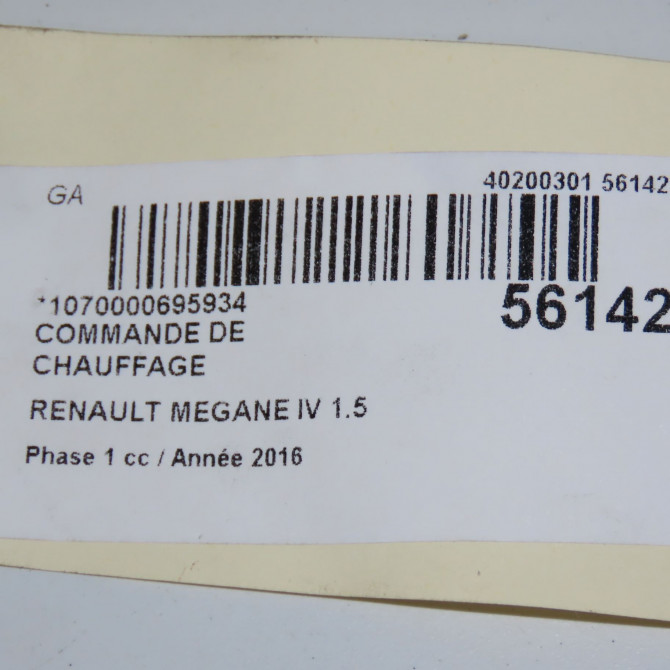 GA
40200301 56142
*1070000695934
56142
COMMANDE DE
CHAUFFAGE
RENAULT MEGANE IV 1.5
Phase 1 cc / Année 2016